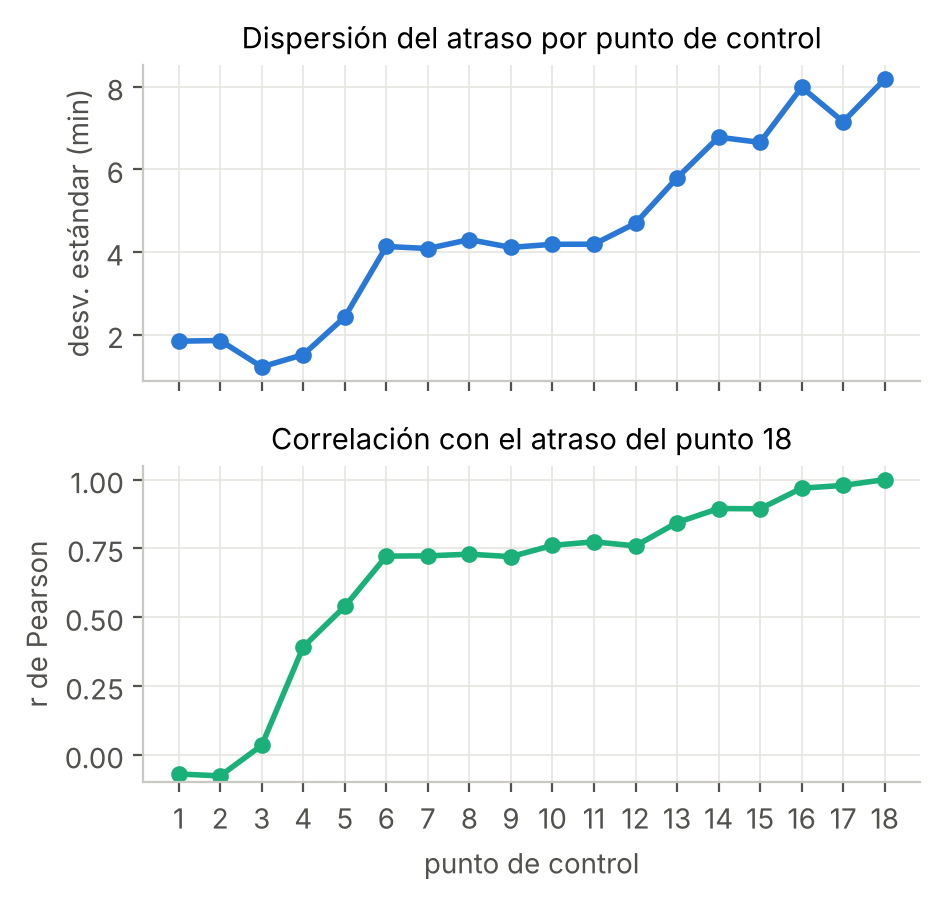 Dispersión del atraso por punto de control
desv. estándar (min)
8
6
4
2
Correlación con el atraso del punto 18
r de Pearson
1.00
0.75
0.50
0.25
0.00
1 2 3 4 5 6 7 8 9 10 11 12 13 14 15 16 17 18
punto de control